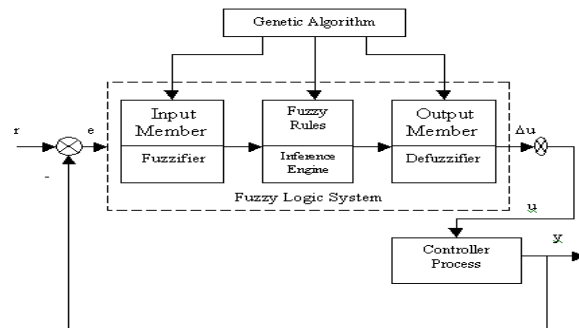 Genetic Algorithm
Input
Member
Fuzzifier
Fuzzy
Rules
Inference
Engine
Output
Member
Defuzzifier
r
e
-
Δu
Fuzzy Logic System
u
Controller
Process
y